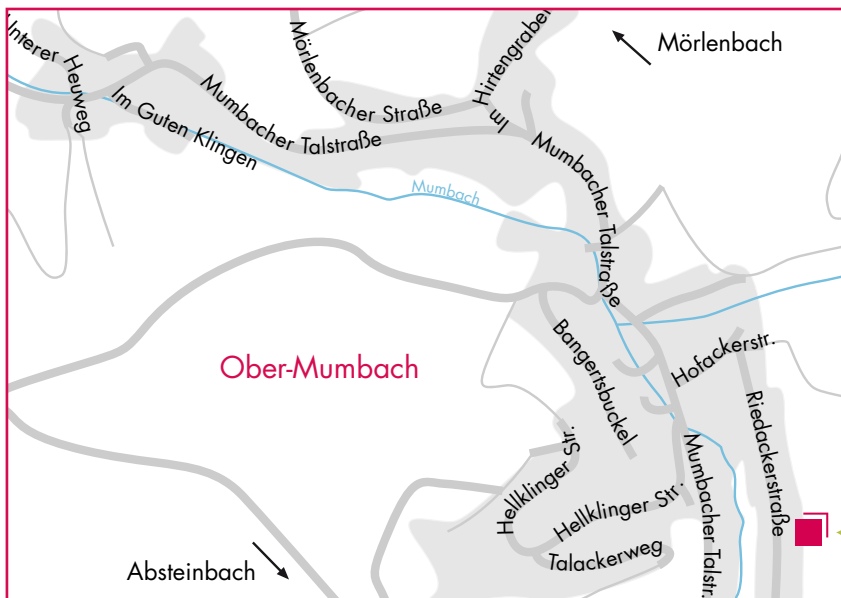 Mörlenbach
Unterer
Heuweg
Im Guten Klingen
Mumbacher Talstraße
Mörlenbacher Straße
Im
Hirtengraben
Mumbacher Talstraße
Mumbach
Ober-Mumbach
Bangertsbuckel
Hofackerstr.
Riedackerstraße
Hellklinger
Str.
Hellklinger Str.
Talackerweg
Mumbacher Talstr.
Absteinbach